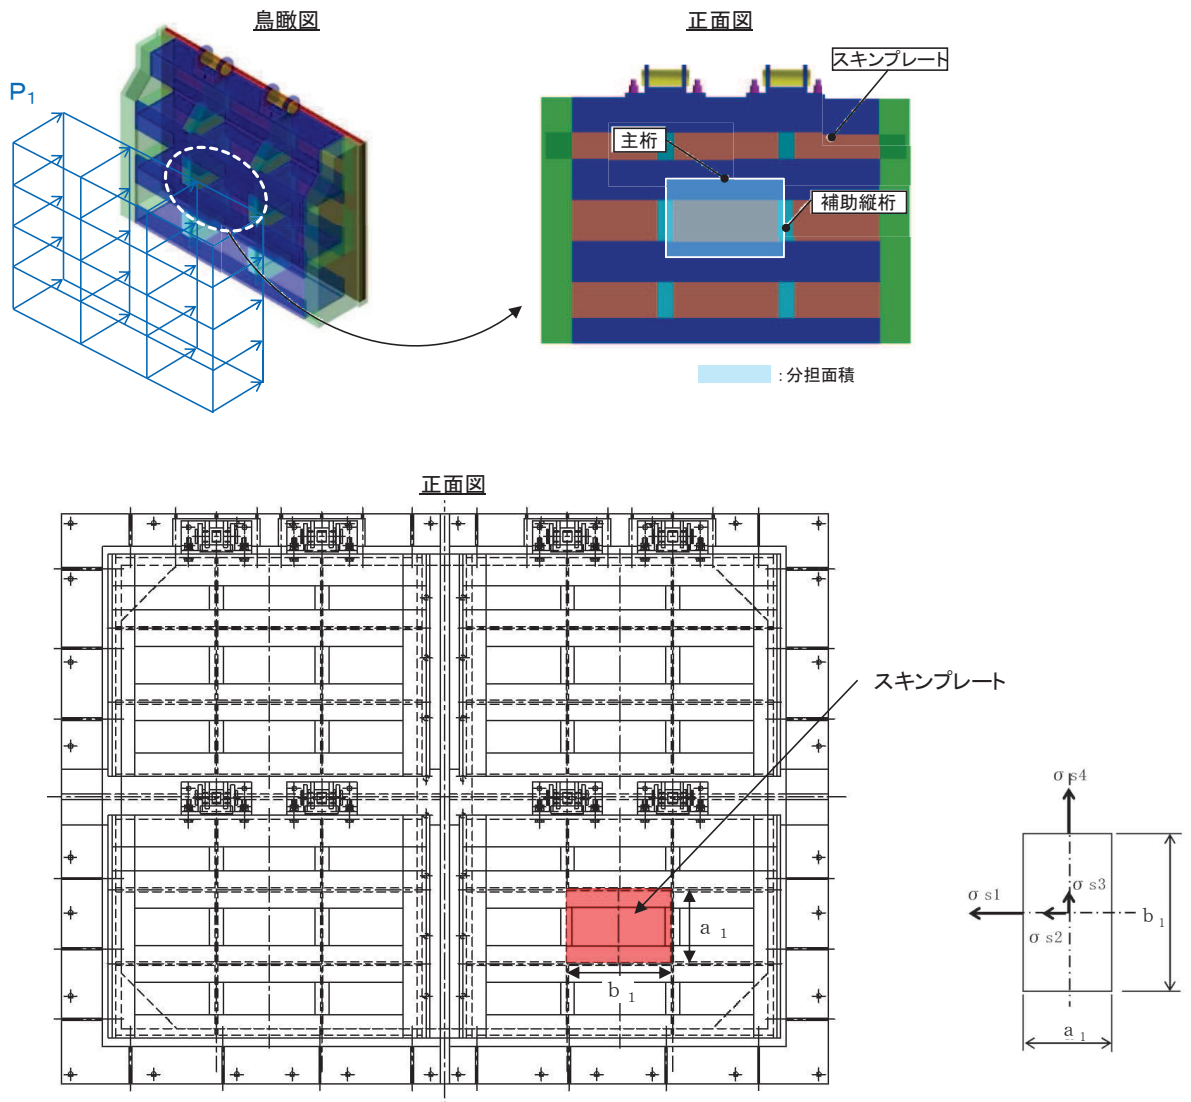 鳥瞰図
正面図
P₁
スキンプレート
主桁
補助縦桁
：分担面積
正面図
スキンプレート
a ₁
b ₁
σ s4
σ s3
σ s1
σ s2
b ₁
a ₁